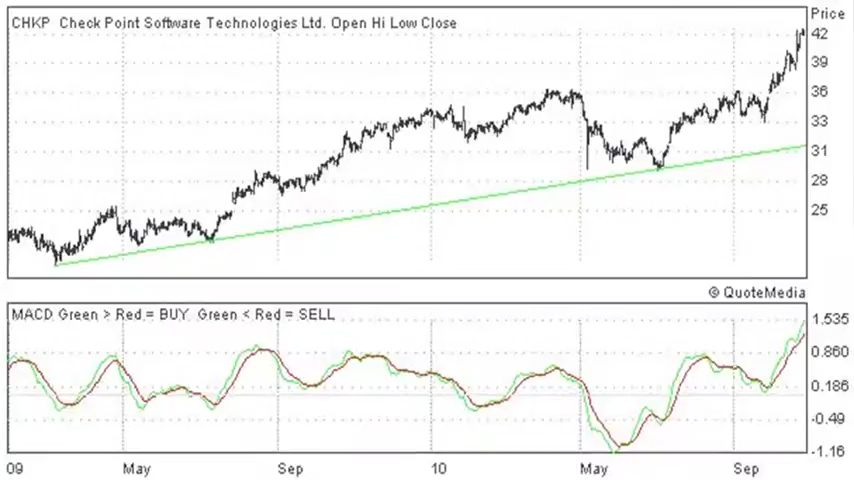 CHKP Check Point Software Technologies Ltd. Open Hi Low Close
Price
42
39
36
33
31
28
25
© QuoteMedia
MACD Green > Red = BUY Green < Red = SELL
1.535
0.860
0.186
-0.49
-1.16
09 May Sep 10 May Sep